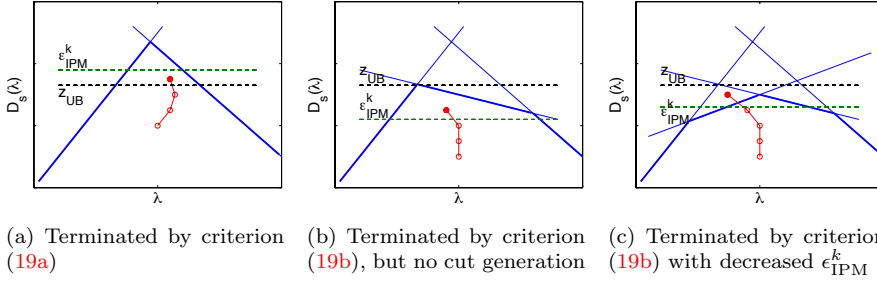 ε^k_IPM
z_UB
D_s(λ)
λ
z_UB
ε^k_IPM
D_s(λ)
λ
z_UB
ε^k_IPM
D_s(λ)
λ
(a) Terminated by criterion
(19a)
(b) Terminated by criterion
(19b), but no cut generation
(c) Terminated by criterion
(19b) with decreased ϵ^k_IPM